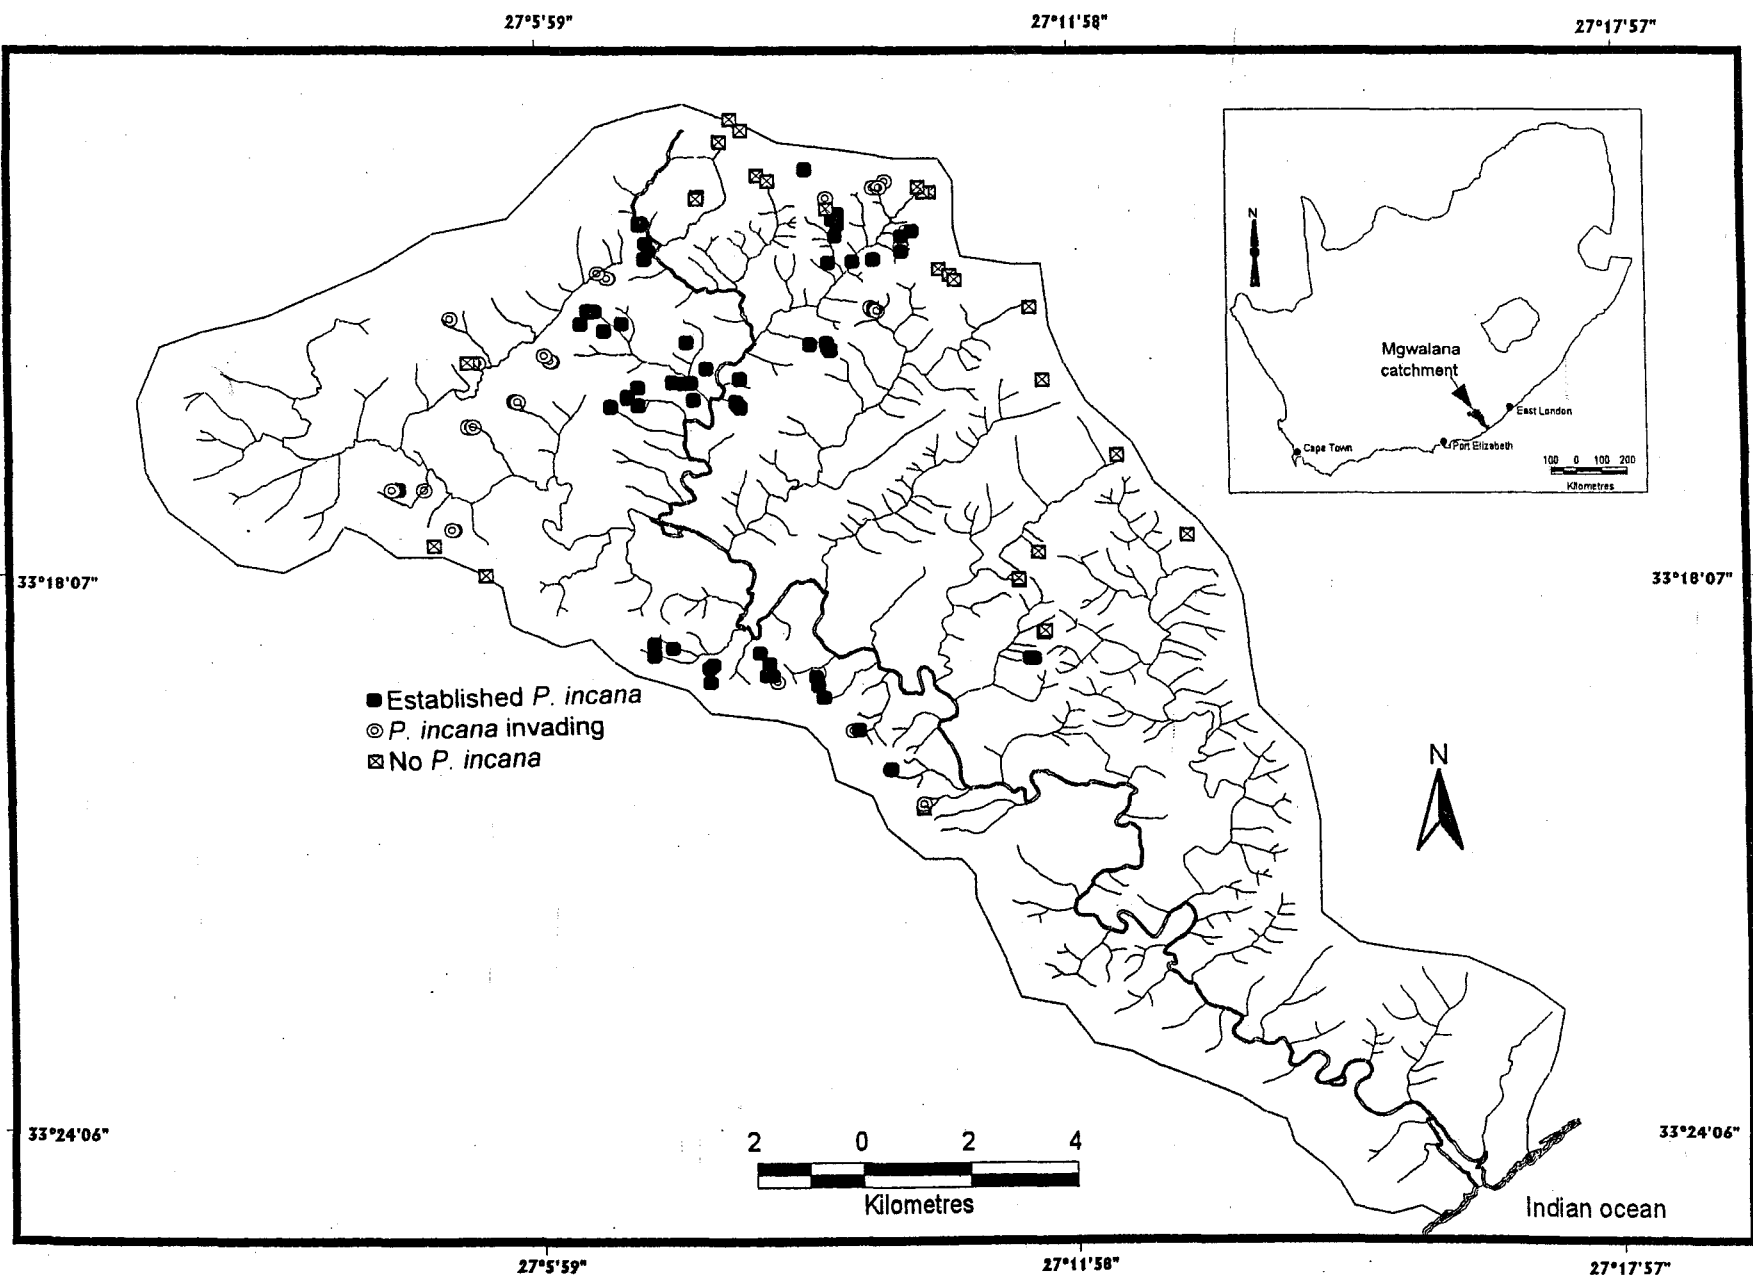 27°5'59"
27°11'58"
27°17'57"
N
Mgwalana
catchment
East London
Port Elizabeth
Cape Town
100 0 100 200
Kilometres
33°18'07"
33°18'07"
Established P. incana
P. incana invading
No P. incana
N
33°24'06"
33°24'06"
2 0 2 4
Kilometres
Indian ocean
27°5'59"
27°11'58"
27°17'57"